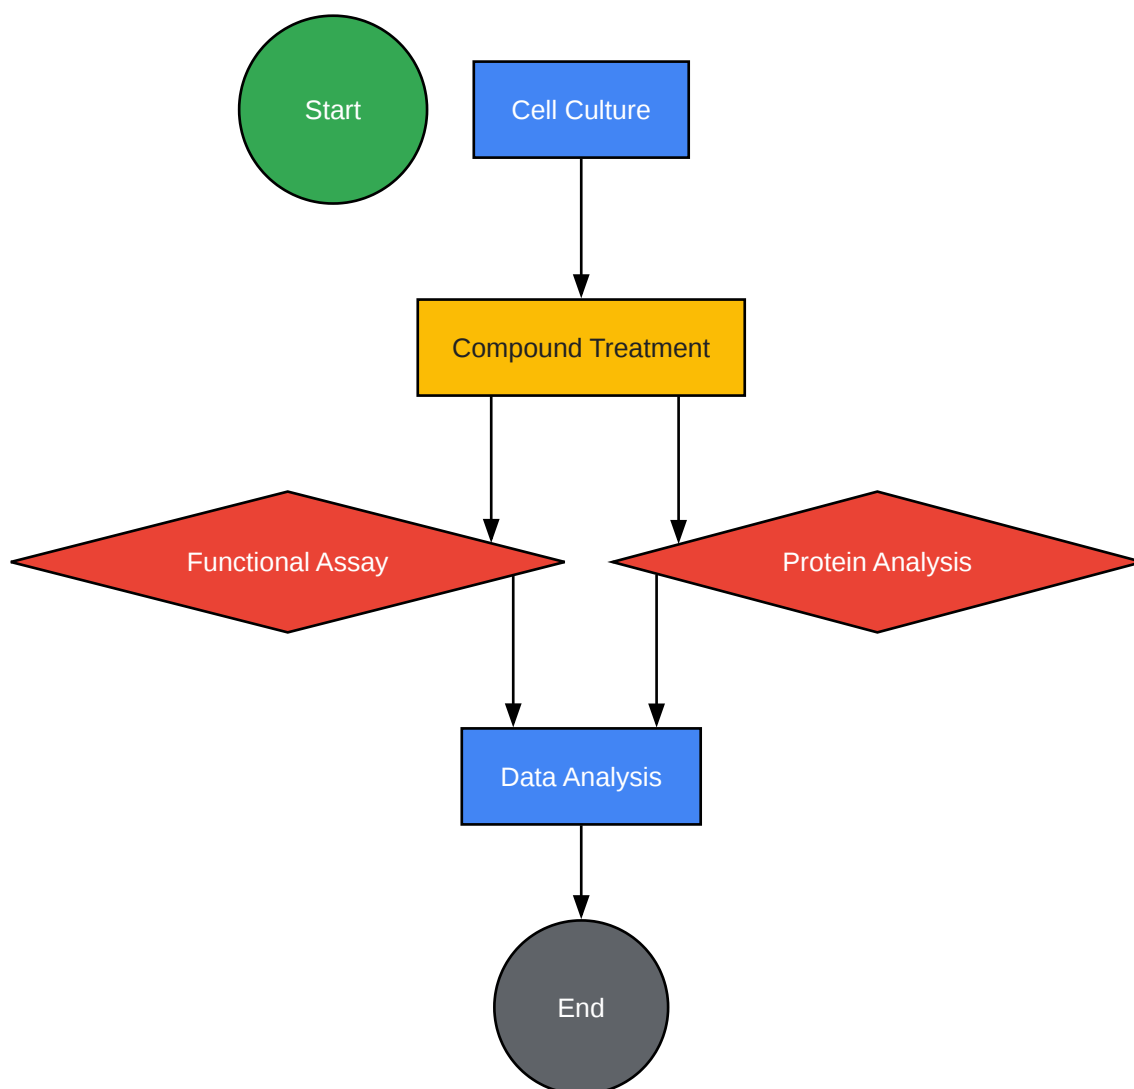 Start
Cell Culture
Compound Treatment
Functional Assay
Protein Analysis
Data Analysis
End